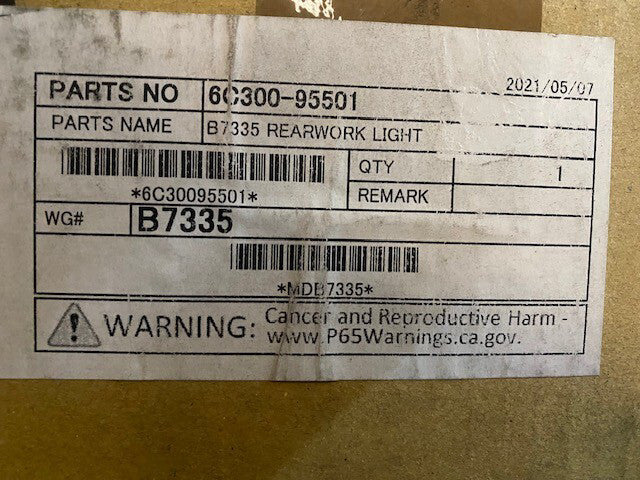 2021/05/07
PARTS NO 6C300-95501
PARTS NAME B7335 REARWORK LIGHT
QTY 1
*6C30095501*
REMARK
WG# B7335
*MDB7335*
WARNING: Cancer and Reproductive Harm -
www.P65Warnings.ca.gov.